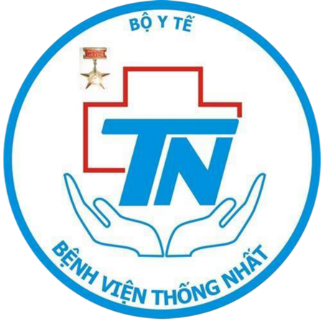 BỘ Y TẾ
TN
BỆNH VIỆN THỐNG NHẤT